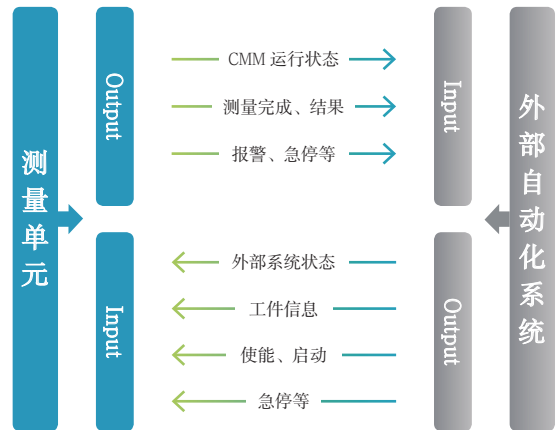 测量单元
Output
CMM 运行状态
测量完成、结果
报警、急停等
Input
Input
外部系统状态
工件信息
使能、启动
急停等
Output
外部自动化系统